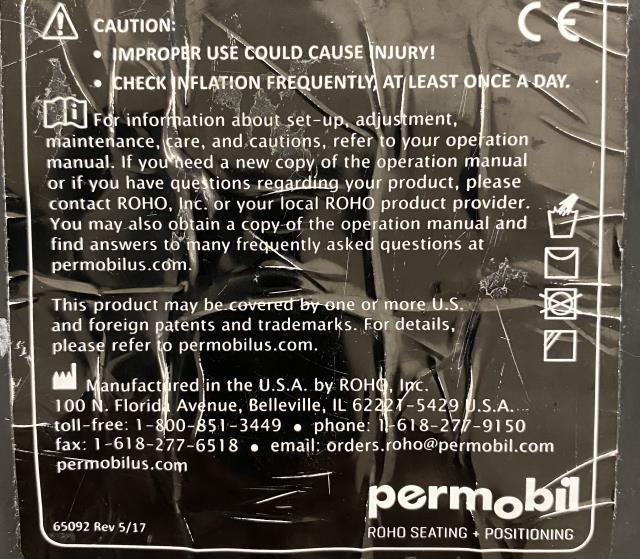 CAUTION:
• IMPROPER USE COULD CAUSE INJURY!
• CHECK INFLATION FREQUENTLY, AT LEAST ONCE A DAY.
For information about set-up, adjustment,
maintenance, care, and cautions, refer to your operation
manual. If you need a new copy of the operation manual
or if you have questions regarding your product, please
contact ROHO, Inc. or your local ROHO product provider.
You may also obtain a copy of the operation manual and
find answers to many frequently asked questions at
permobilus.com.
This product may be covered by one or more U.S.
and foreign patents and trademarks. For details,
please refer to permobilus.com.
Manufactured in the U.S.A. by ROHO, Inc.
100 N. Florida Avenue, Belleville, IL 62221-5429 U.S.A.
toll-free: 1-800-851-3449 • phone: 1-618-277-9150
fax: 1-618-277-6518 • email: orders.roho@permobil.com
permobilus.com
permobil
65092 Rev 5/17
ROHO SEATING + POSITIONING
CE